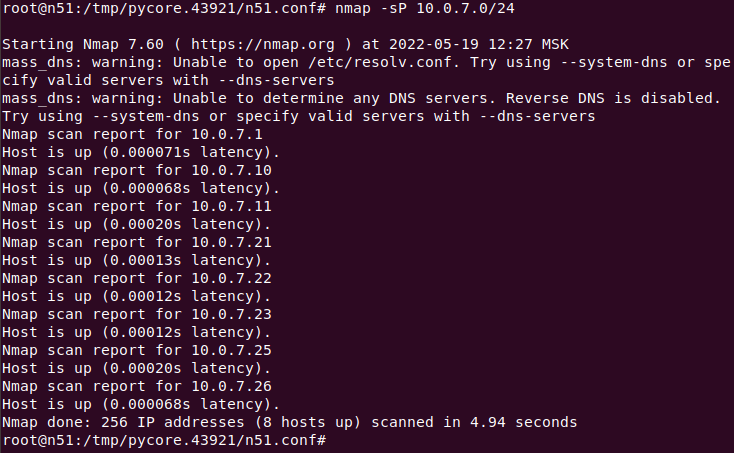 root@n51:/tmp/pycore.43921/n51.conf# nmap -sP 10.0.7.0/24
Starting Nmap 7.60 ( https://nmap.org ) at 2022-05-19 12:27 MSK
mass_dns: warning: Unable to open /etc/resolv.conf. Try using --system-dns or spe
cify valid servers with --dns-servers
mass_dns: warning: Unable to determine any DNS servers. Reverse DNS is disabled.
Try using --system-dns or specify valid servers with --dns-servers
Nmap scan report for 10.0.7.1
Host is up (0.000071s latency).
Nmap scan report for 10.0.7.10
Host is up (0.000068s latency).
Nmap scan report for 10.0.7.11
Host is up (0.00020s latency).
Nmap scan report for 10.0.7.21
Host is up (0.00013s latency).
Nmap scan report for 10.0.7.22
Host is up (0.00012s latency).
Nmap scan report for 10.0.7.23
Host is up (0.00012s latency).
Nmap scan report for 10.0.7.25
Host is up (0.00020s latency).
Nmap scan report for 10.0.7.26
Host is up (0.000068s latency).
Nmap done: 256 IP addresses (8 hosts up) scanned in 4.94 seconds
root@n51:/tmp/pycore.43921/n51.conf#